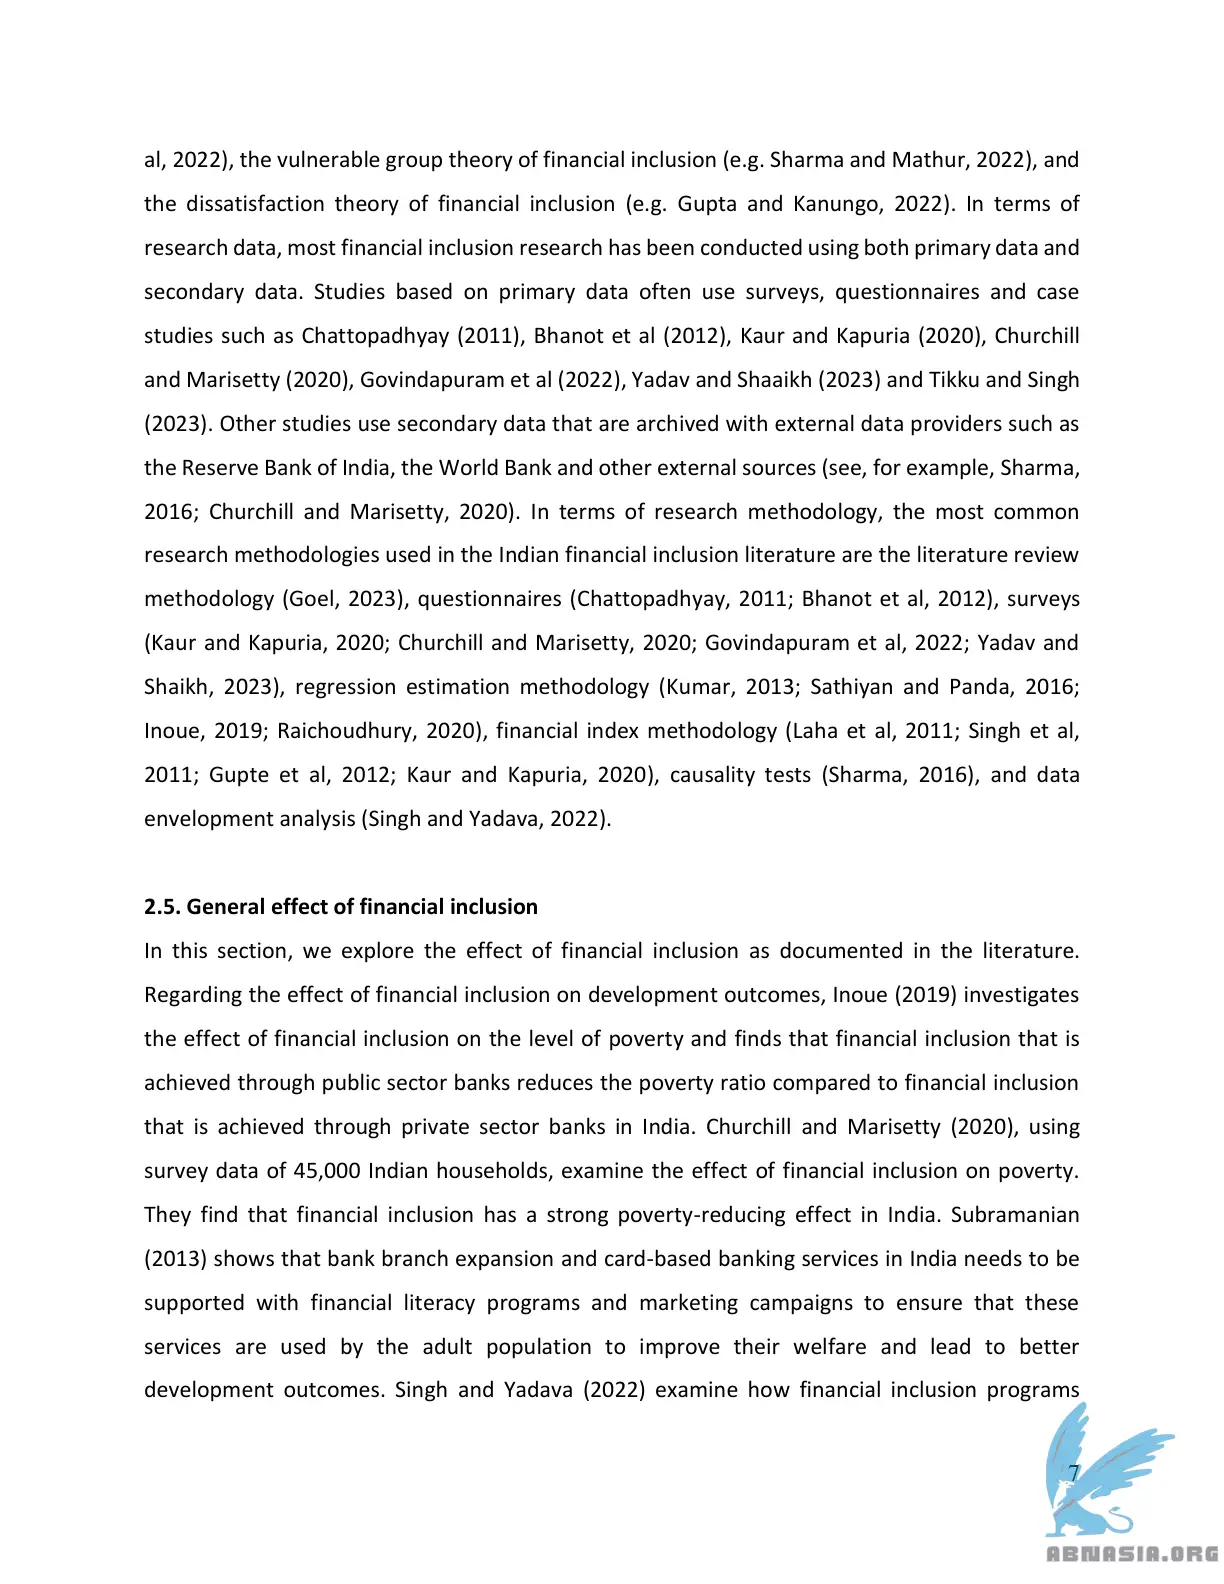 al, 2022), the vulnerable group theory of financial inclusion (e.g. Sharma and Mathur, 2022), and
the dissatisfaction theory of financial inclusion (e.g. Gupta and Kanungo, 2022). In terms of
research data, most financial inclusion research has been conducted using both primary data and
secondary data. Studies based on primary data often use surveys, questionnaires and case
studies such as Chattopadhyay (2011), Bhanot et al (2012), Kaur and Kapuria (2020), Churchill
and Marisetty (2020), Govindapuram et al (2022), Yadav and Shaaikh (2023) and Tikku and Singh
(2023). Other studies use secondary data that are archived with external data providers such as
the Reserve Bank of India, the World Bank and other external sources (see, for example, Sharma,
2016; Churchill and Marisetty, 2020). In terms of research methodology, the most common
research methodologies used in the Indian financial inclusion literature are the literature review
methodology (Goel, 2023), questionnaires (Chattopadhyay, 2011; Bhanot et al, 2012), surveys
(Kaur and Kapuria, 2020; Churchill and Marisetty, 2020; Govindapuram et al, 2022; Yadav and
Shaikh, 2023), regression estimation methodology (Kumar, 2013; Sathiyan and Panda, 2016;
Inoue, 2019; Raichoudhury, 2020), financial index methodology (Laha et al, 2011; Singh et al,
2011; Gupte et al, 2012; Kaur and Kapuria, 2020), causality tests (Sharma, 2016), and data
envelopment analysis (Singh and Yadava, 2022).
2.5. General effect of financial inclusion
In this section, we explore the effect of financial inclusion as documented in the literature.
Regarding the effect of financial inclusion on development outcomes, Inoue (2019) investigates
the effect of financial inclusion on the level of poverty and finds that financial inclusion that is
achieved through public sector banks reduces the poverty ratio compared to financial inclusion
that is achieved through private sector banks in India. Churchill and Marisetty (2020), using
survey data of 45,000 Indian households, examine the effect of financial inclusion on poverty.
They find that financial inclusion has a strong poverty-reducing effect in India. Subramanian
(2013) shows that bank branch expansion and card-based banking services in India needs to be
supported with financial literacy programs and marketing campaigns to ensure that these
services are used by the adult population to improve their welfare and lead to better
development outcomes. Singh and Yadava (2022) examine how financial inclusion programs
7
ABNASIA.ORG